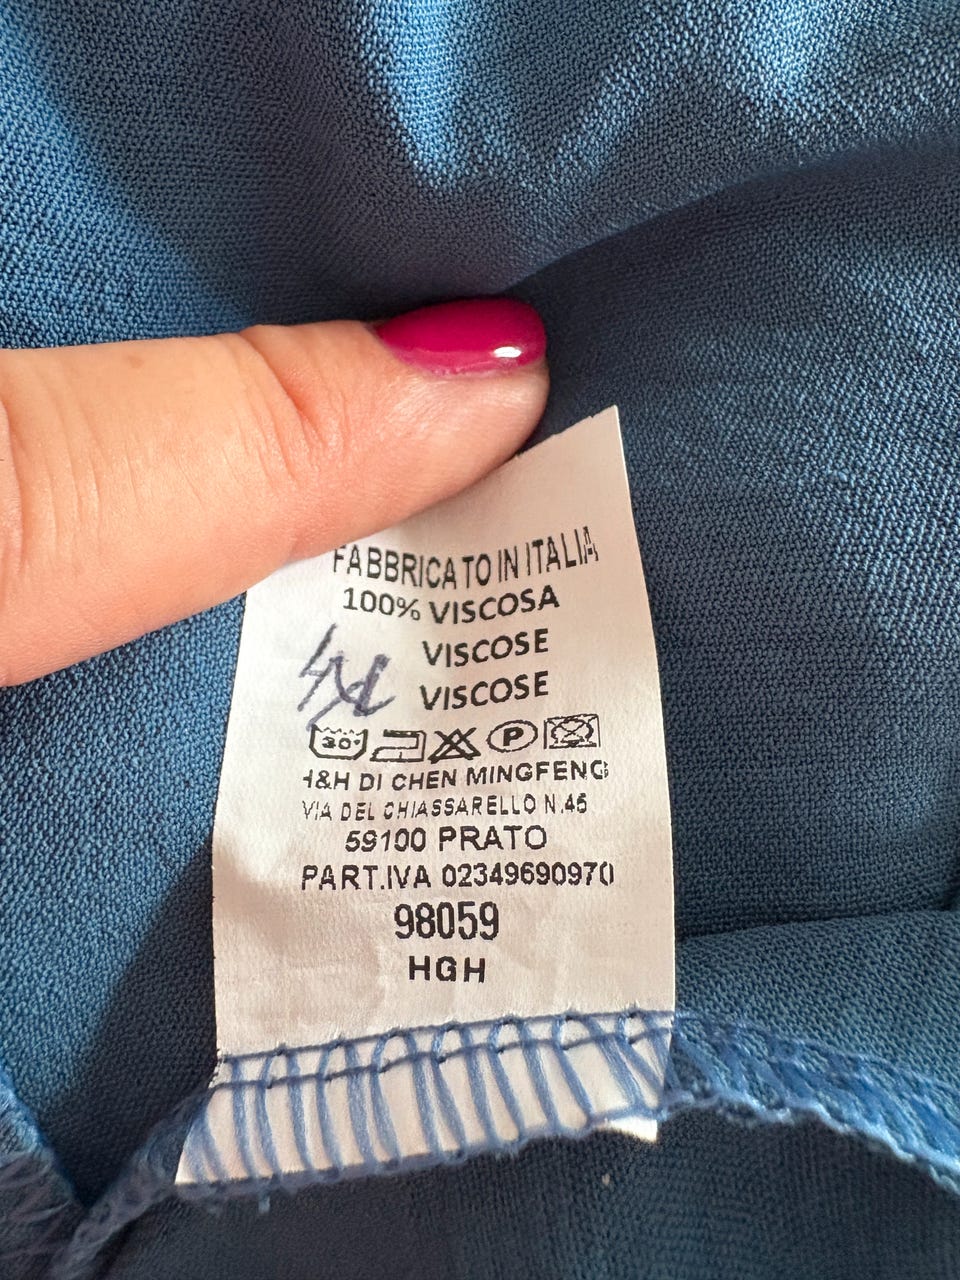 FABBRICATO IN ITALIA
100% VISCOSA
VISCOSE
VISCOSE
30°
P
H&H DI CHEN MINGFENG
VIA DEL CHIASSARELLO N.45
59100 PRATO
PART.IVA 02349690970
98059
HGH